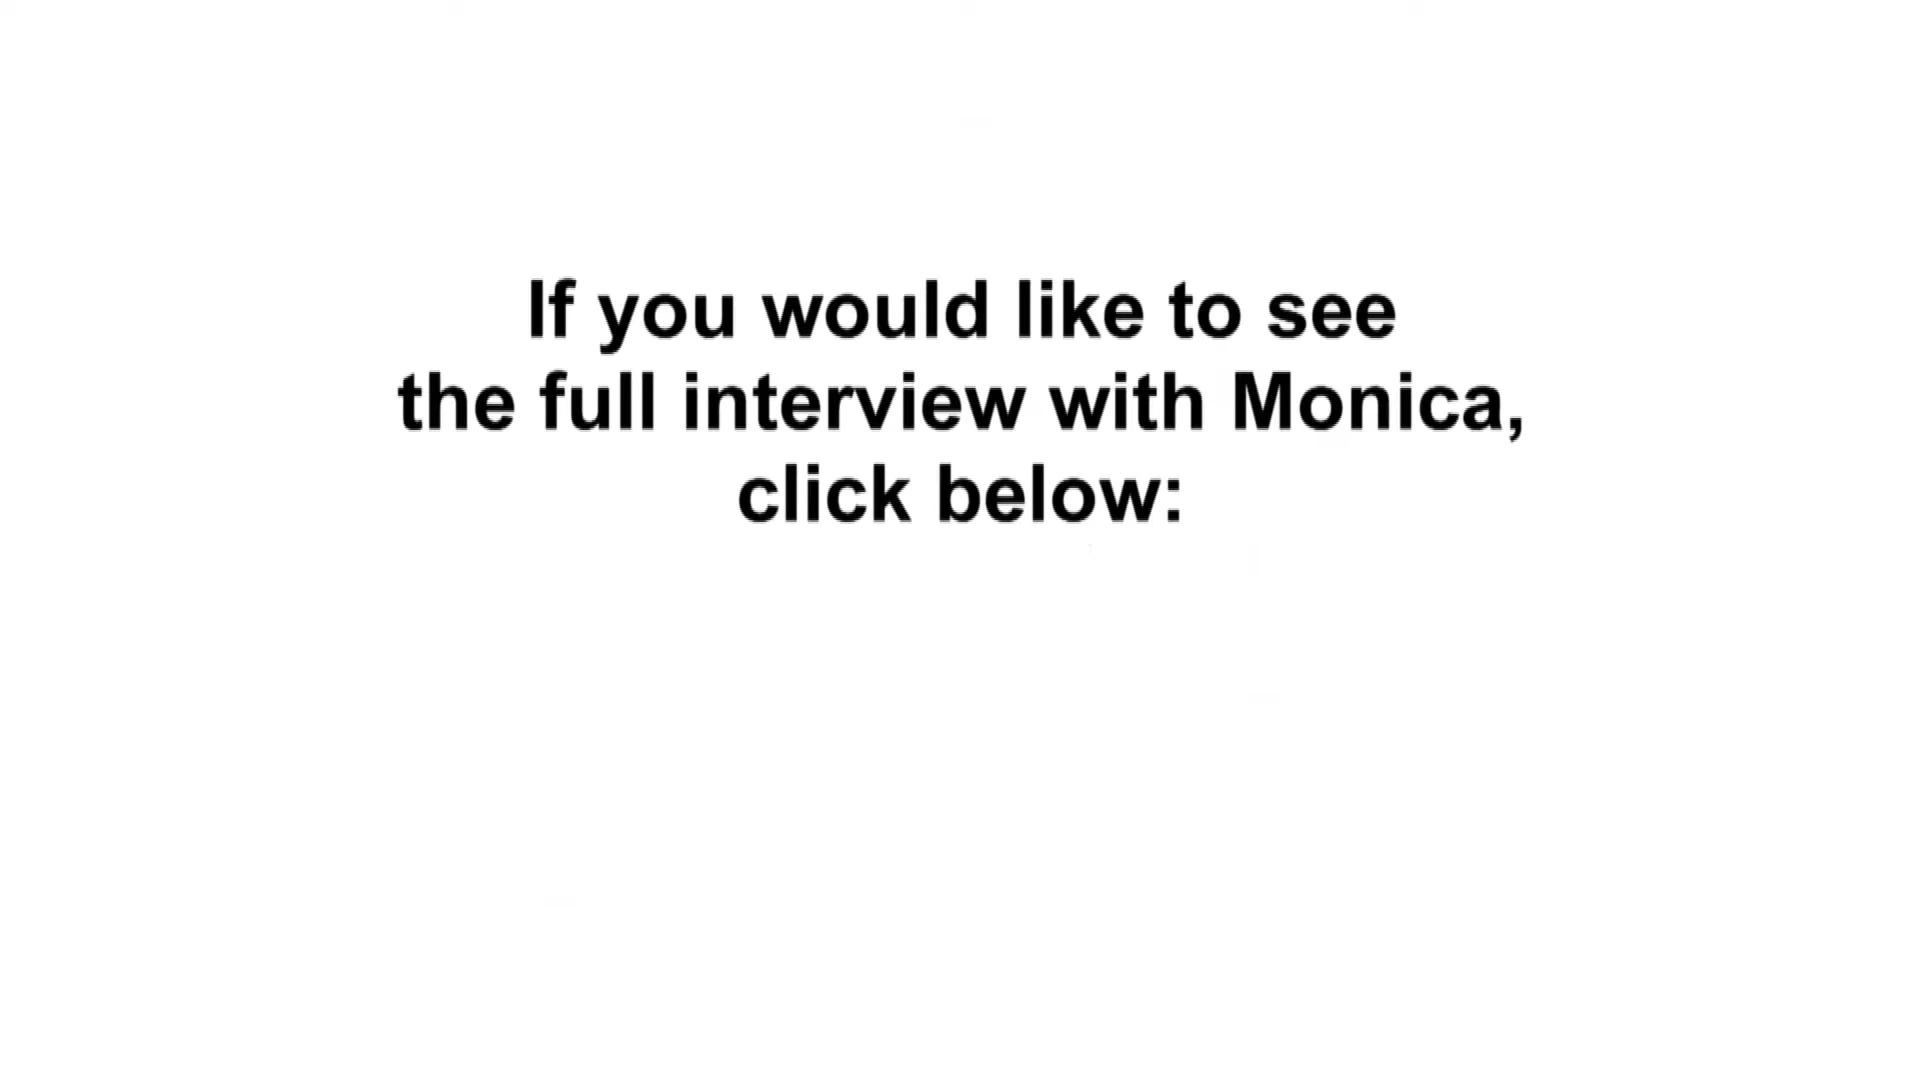 If you would like to see
the full interview with Monica,
click below: